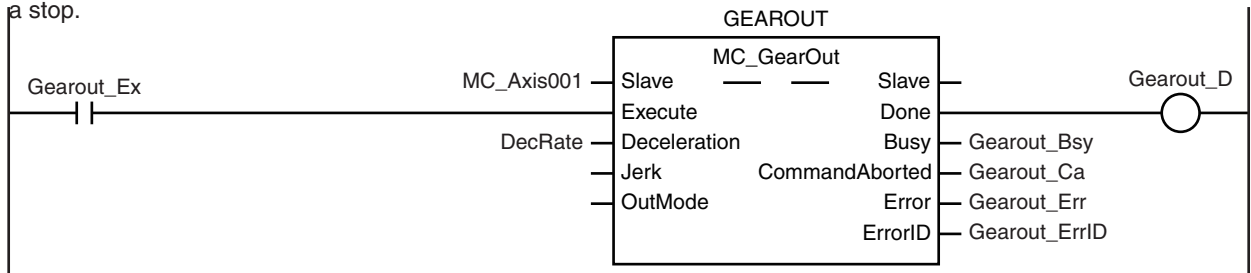 a stop.
GEAROUT
MC_GearOut
Gearout_Ex
MC_Axis001 Slave Slave Gearout_D
Execute Done
DecRate Deceleration Busy Gearout_Bsy
Jerk CommandAborted Gearout_Ca
OutMode Error Gearout_Err
ErrorID Gearout_ErrID